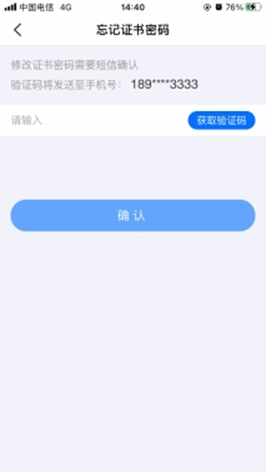 中国电信 4G 14:40 76%
忘记证书密码
修改证书密码需要短信确认
验证码将发送至手机号： 189****3333
请输入 获取验证码
确认